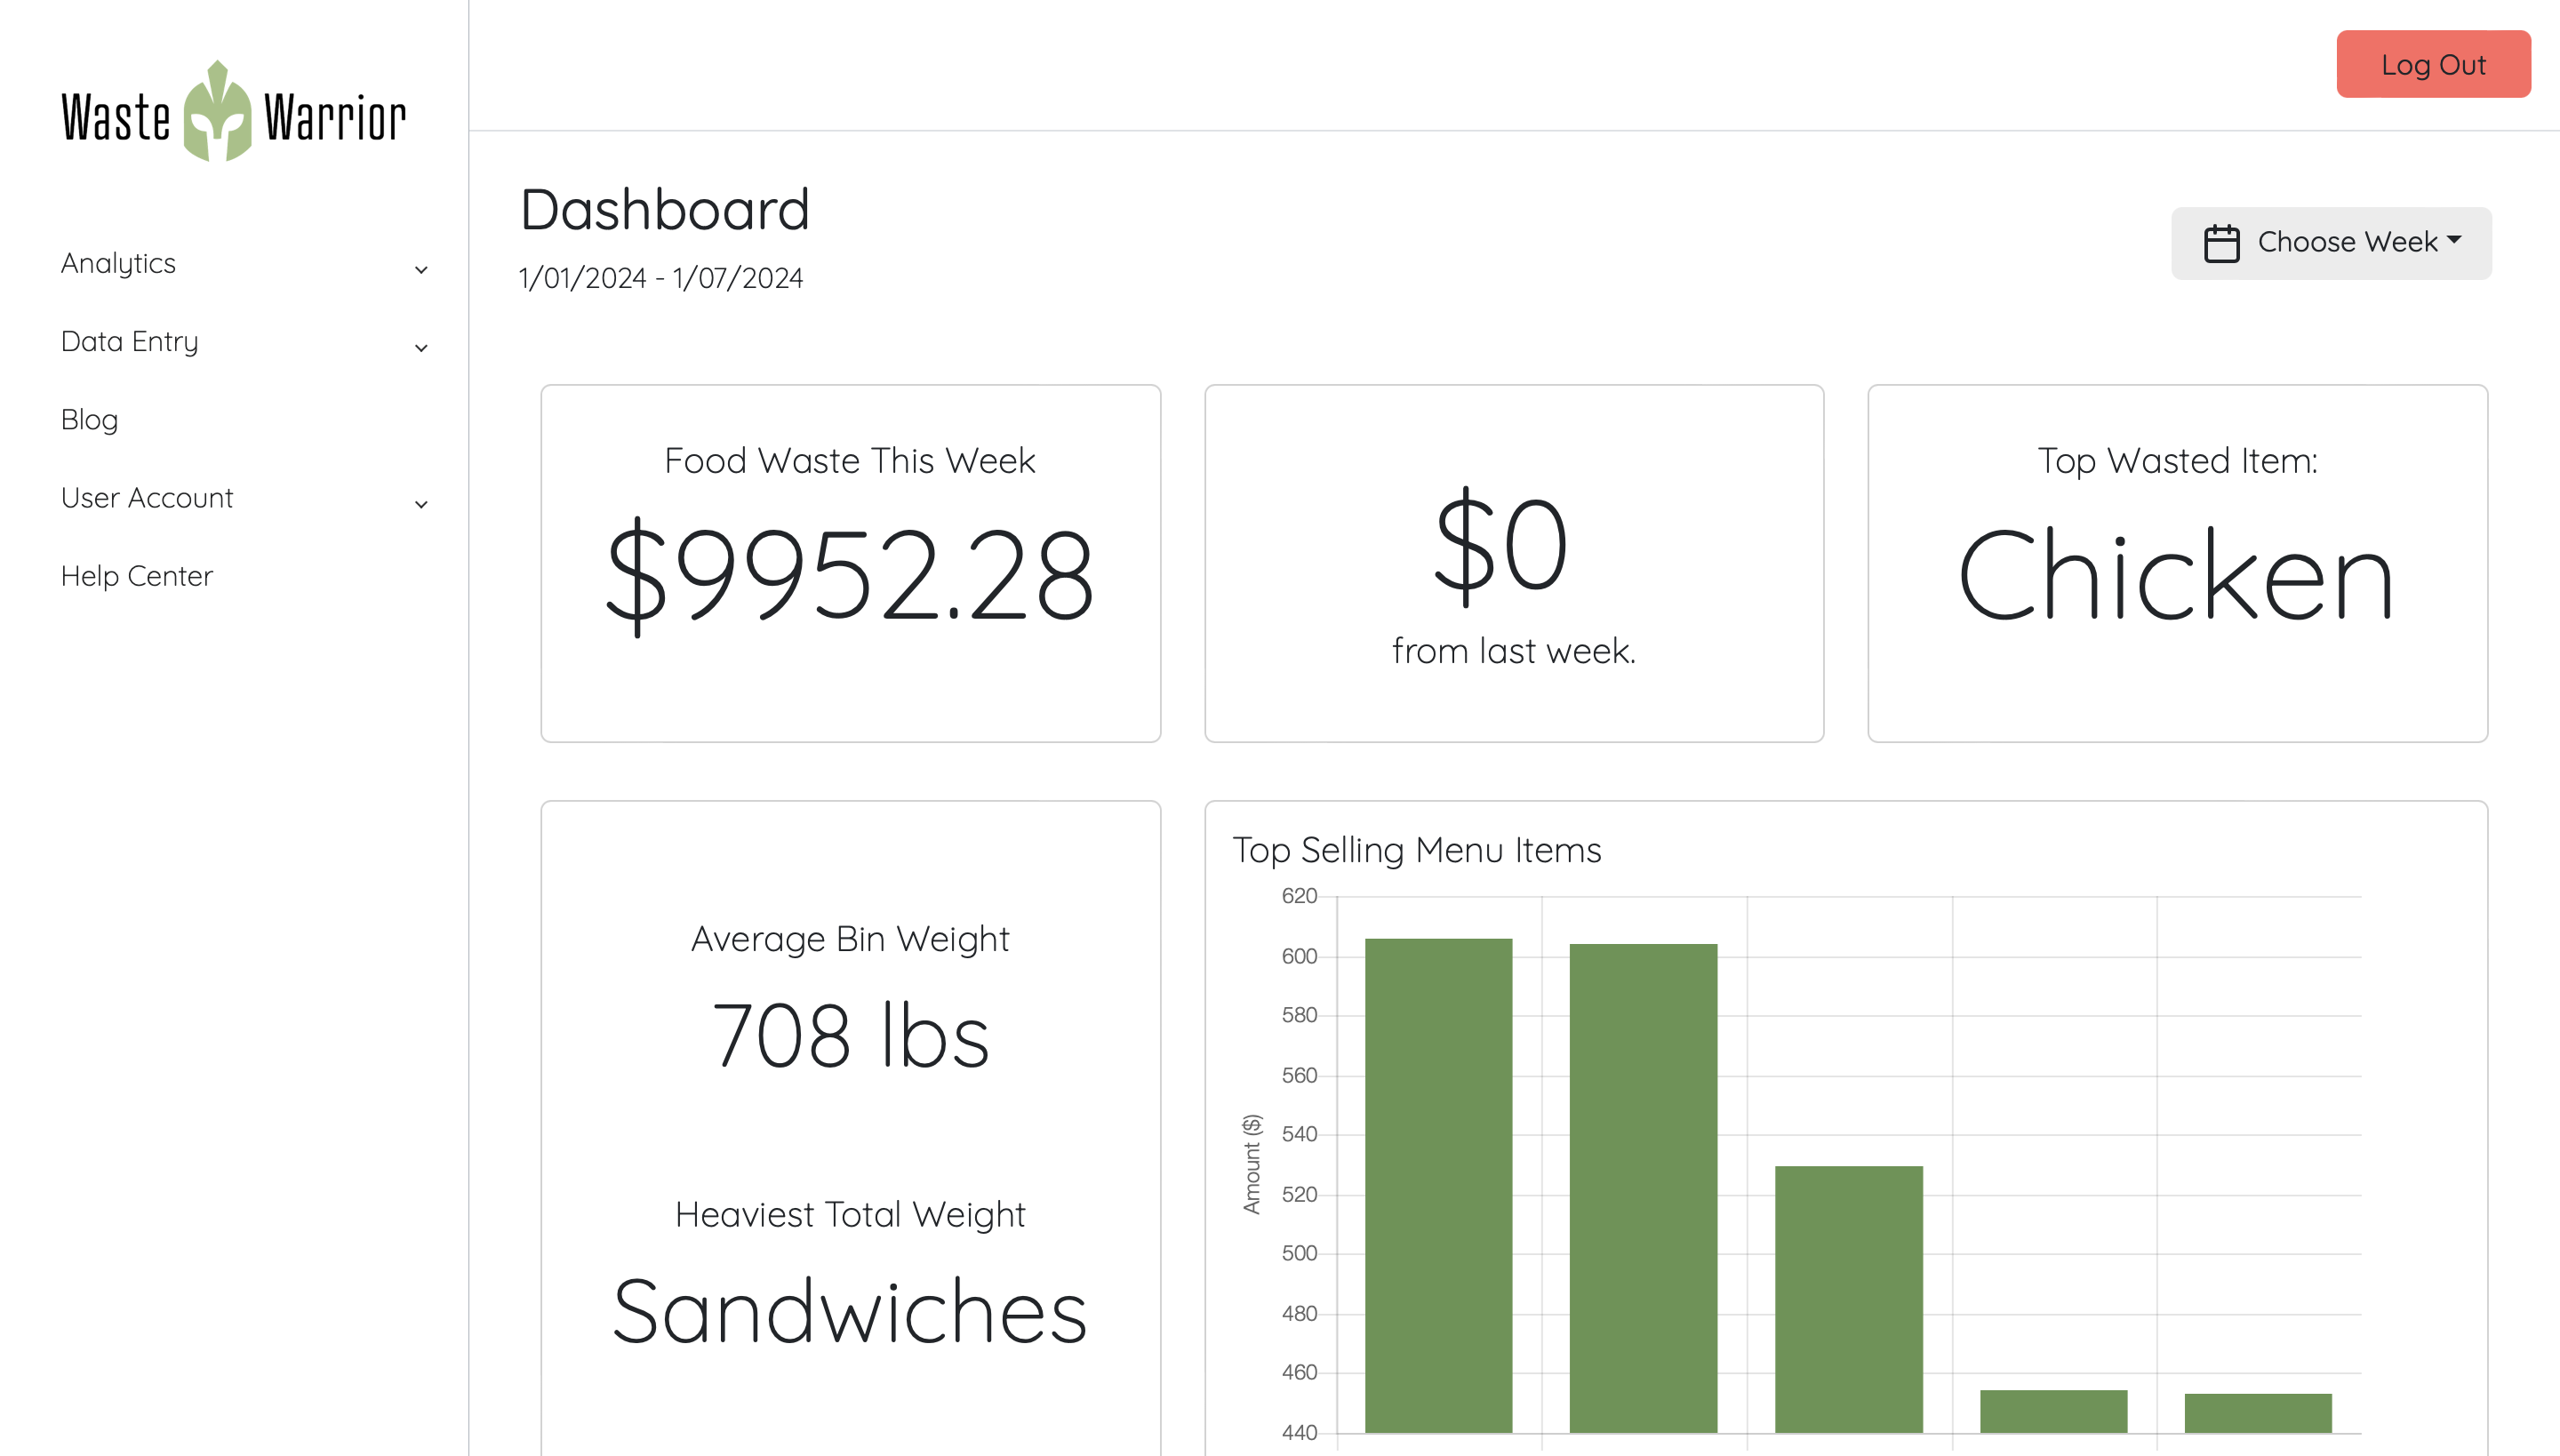 Waste Warrior
Log Out
Analytics
Data Entry
Blog
User Account
Help Center
Dashboard
1/01/2024 - 1/07/2024
Choose Week
Food Waste This Week
$9952.28
$0
from last week.
Top Wasted Item:
Chicken
Average Bin Weight
708 lbs
Heaviest Total Weight
Sandwiches
Top Selling Menu Items
Amount ($)
620
600
580
560
540
520
500
480
460
440